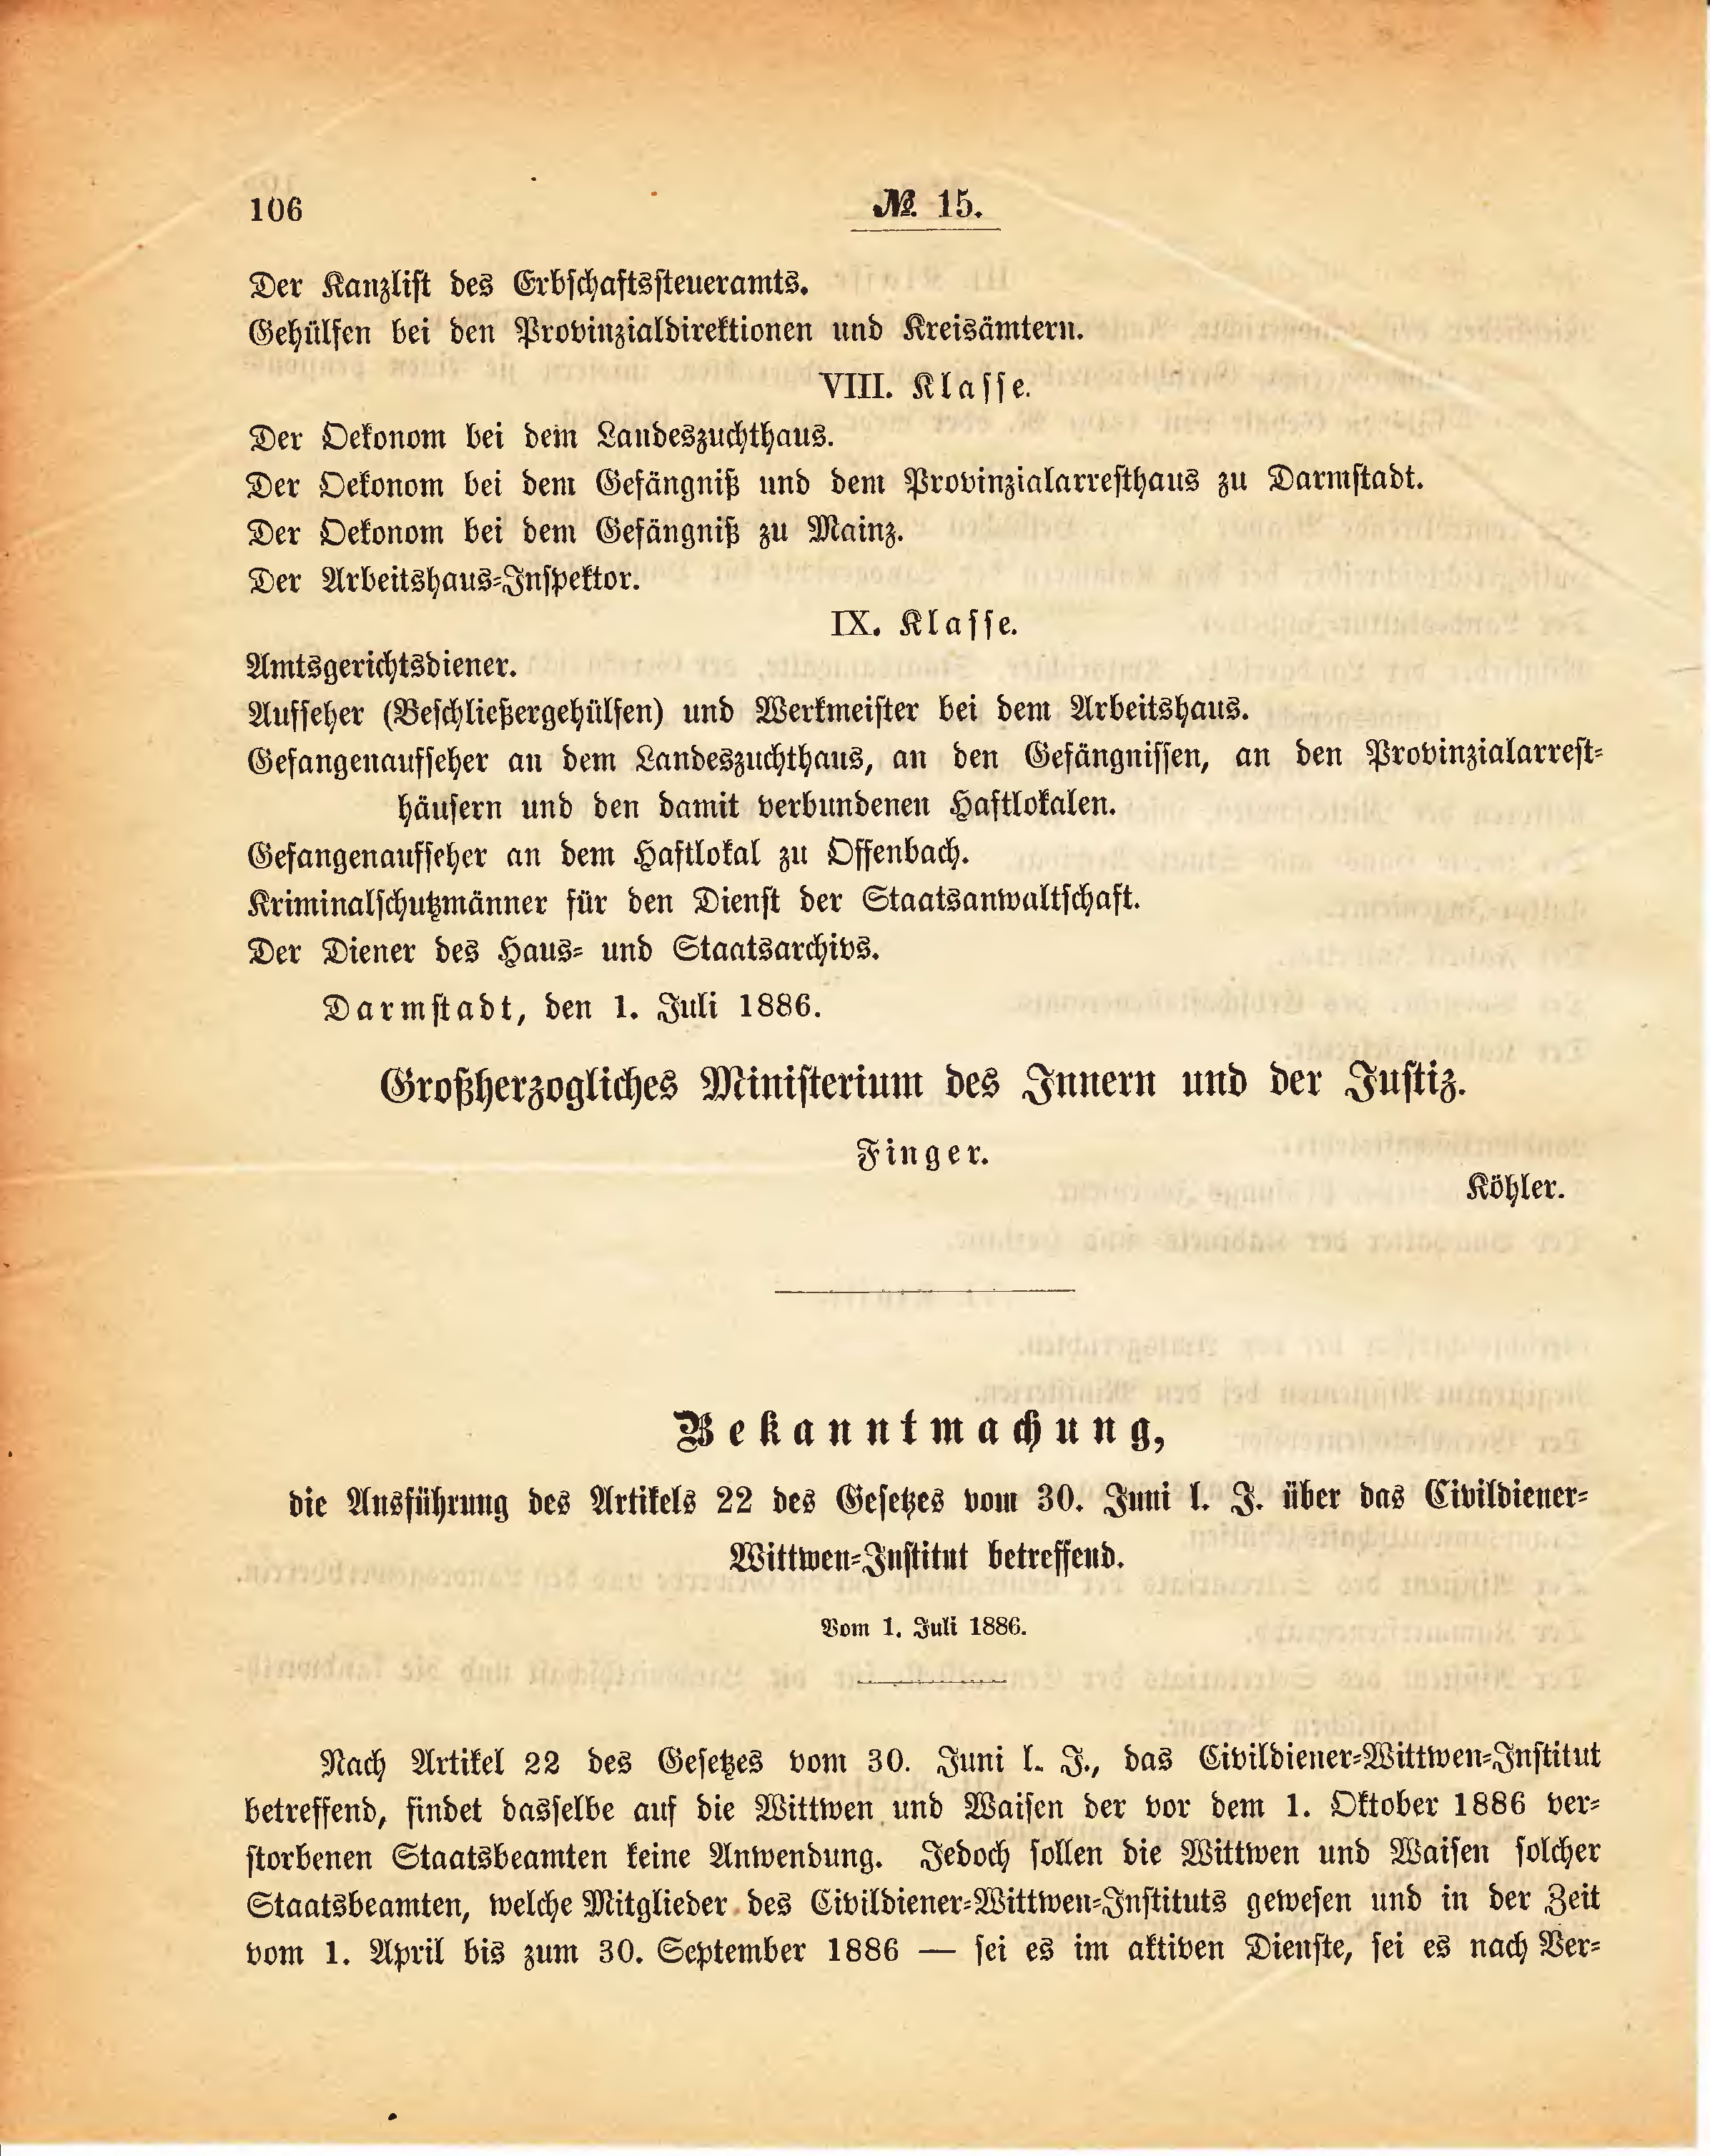 106
№ 15.
Der Kanzlist des Erbschaftssteueramts.
Gehülfen bei den Provinzialdirektionen und Kreisämtern.
VIII. Klasse.
Der Oekonom bei dem Landeszuchthaus.
Der Oekonom bei dem Gefängniß und dem Provinzialarresthaus zu Darmstadt.
Der Oekonom bei dem Gefängniß zu Mainz.
Der Arbeitshaus-Inspektor.
IX. Klasse.
Amtsgerichtsdiener.
Aufseher (Beschließergehülfen) und Werkmeister bei dem Arbeitshaus.
Gefangenaufseher an dem Landeszuchthaus, an den Gefängnissen, an den Provinzialarrest-
häusern und den damit verbundenen Haftlokalen.
Gefangenaufseher an dem Haftlokal zu Offenbach.
Kriminalschutzmänner für den Dienst der Staatsanwaltschaft.
Der Diener des Haus- und Staatsarchivs.
Darmstadt, den 1. Juli 1886.
Großherzogliches Ministerium des Innern und der Justiz.
Finger.
Köhler.
Bekanntmachung,
die Ausführung des Artikels 22 des Gesetzes vom 30. Juni l. J. über das Civildiener-
Wittwen-Institut betreffend.
Vom 1. Juli 1886.
Nach Artikel 22 des Gesetzes vom 30. Juni l. J., das Civildiener-Wittwen-Institut
betreffend, findet dasselbe auf die Wittwen und Waisen der vor dem 1. Oktober 1886 ver-
storbenen Staatsbeamten keine Anwendung. Jedoch sollen die Wittwen und Waisen solcher
Staatsbeamten, welche Mitglieder des Civildiener-Wittwen-Instituts gewesen und in der Zeit
vom 1. April bis zum 30. September 1886 — sei es im aktiven Dienste, sei es nach Ver-